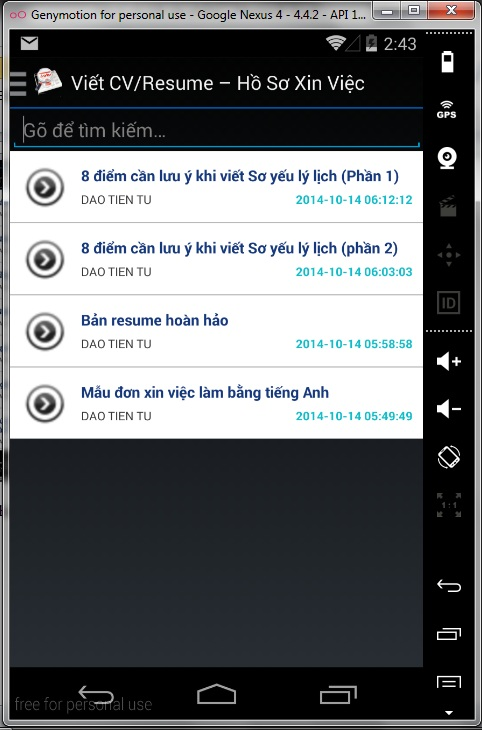 Genymotion for personal use - Google Nexus 4 - 4.4.2 - API 1...
2:43
Viết CV/Resume – Hồ Sơ Xin Việc
Gõ để tìm kiếm...
8 điểm cần lưu ý khi viết Sơ yếu lý lịch (Phần 1)
DAO TIEN TU 2014-10-14 06:12:12
8 điểm cần lưu ý khi viết Sơ yếu lý lịch (phần 2)
DAO TIEN TU 2014-10-14 06:03:03
Bản resume hoàn hảo
DAO TIEN TU 2014-10-14 05:58:58
Mẫu đơn xin việc làm bằng tiếng Anh
DAO TIEN TU 2014-10-14 05:49:49
free for personal use
GPS
ID
1:1